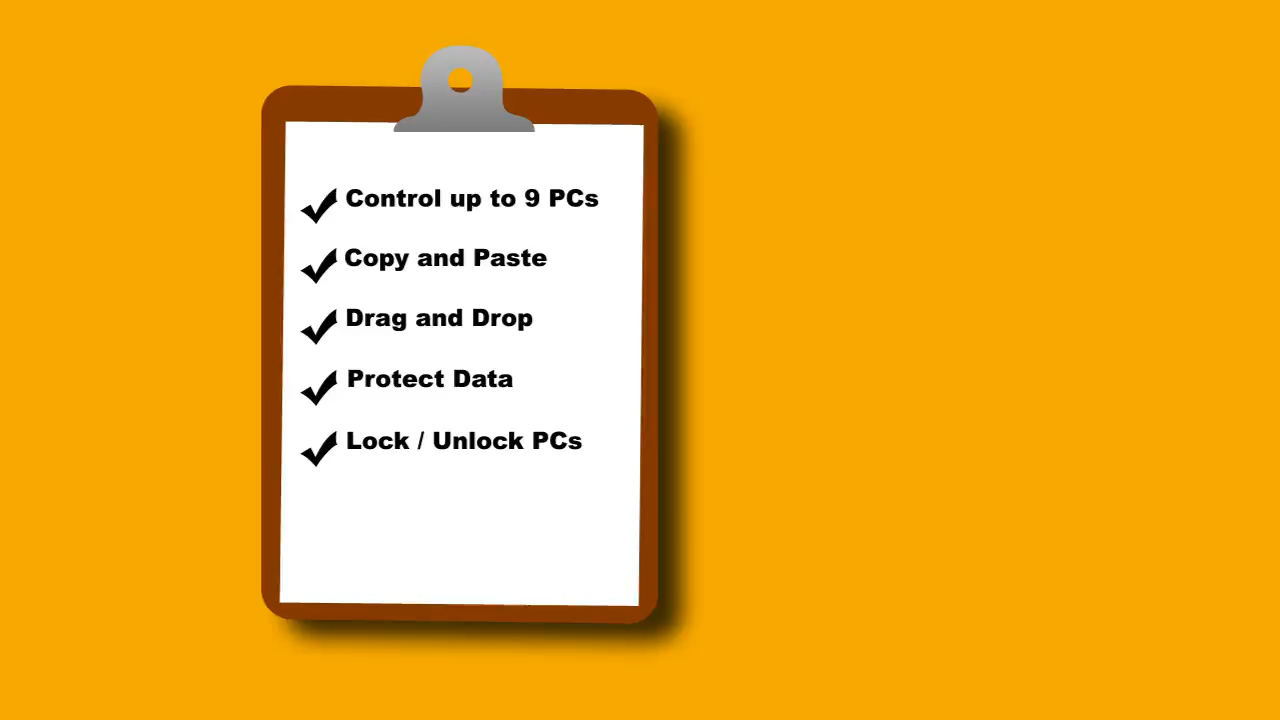 Control up to 9 PCs
Copy and Paste
Drag and Drop
Protect Data
Lock / Unlock PCs